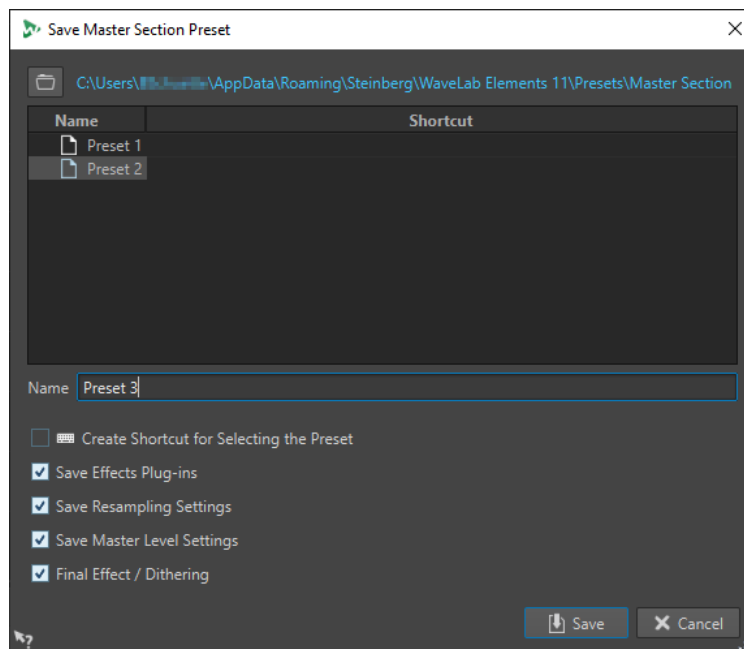 Save Master Section Preset
C:\Users\ \AppData\Roaming\Steinberg\WaveLab Elements 11\Presets\Master Section
Name Shortcut
Preset 1
Preset 2
Name Preset 3
Create Shortcut for Selecting the Preset
Save Effects Plug-ins
Save Resampling Settings
Save Master Level Settings
Final Effect / Dithering
Save Cancel
?